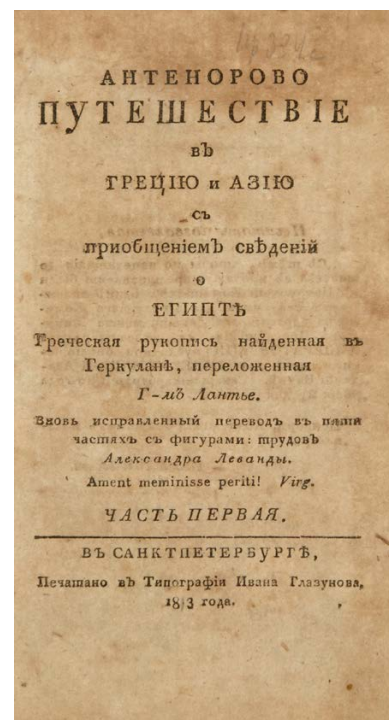 АНТЕНОРОВО
ПУТЕШЕСТВІЕ
въ
ГРЕЦІЮ и АЗІЮ
съ
пріобщеніемъ свѣденій
о
ЕГИПТѢ
Греческая рукопись найденная въ
Геркуланѣ, переложенная
Г-мъ Лантье.
Вновь исправленный переводъ въ пяти
частяхъ съ фигурами: трудовъ
Александра Леванды.
Ament meminisse periti! Virg.
ЧАСТЬ ПЕРВАЯ.
ВЪ САНКТПЕТЕРБУРГѢ,
Печатано въ Типографіи Ивана Глазунова,
1813 года.